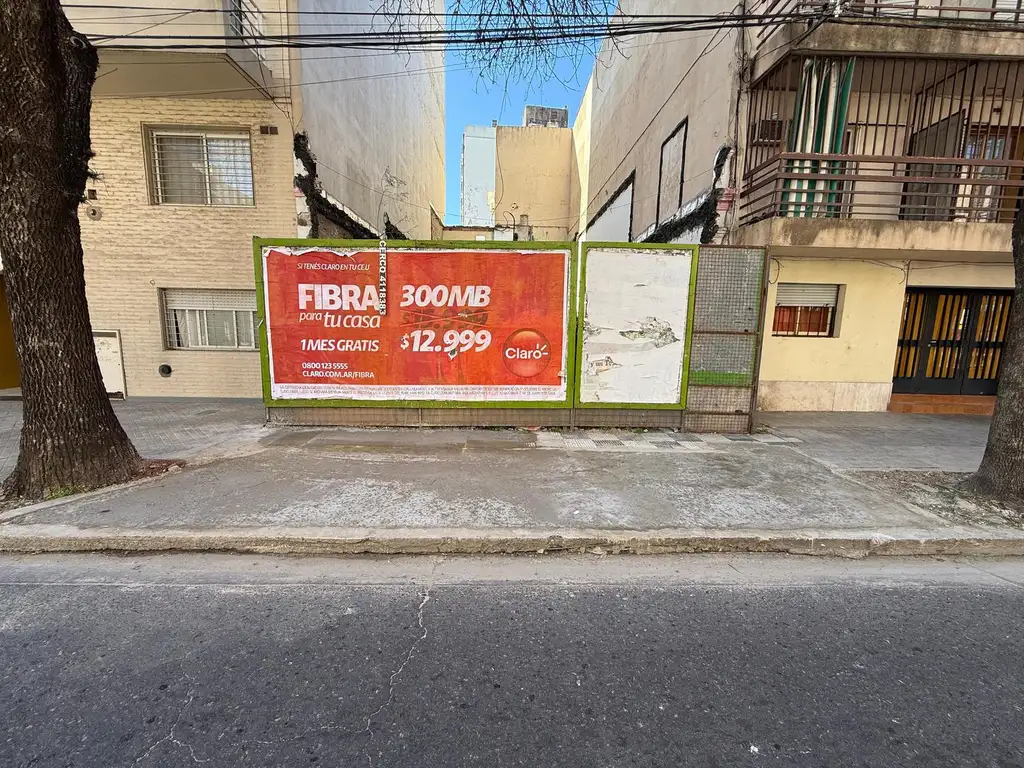 SI TENÉS CLARO EN TU CELU
FIBRA
para tu casa
1 MES GRATIS
300MB
$12.999
0800 123 5555
CLARO.COM.AR/FIBRA
Claro
CERCO 4118383